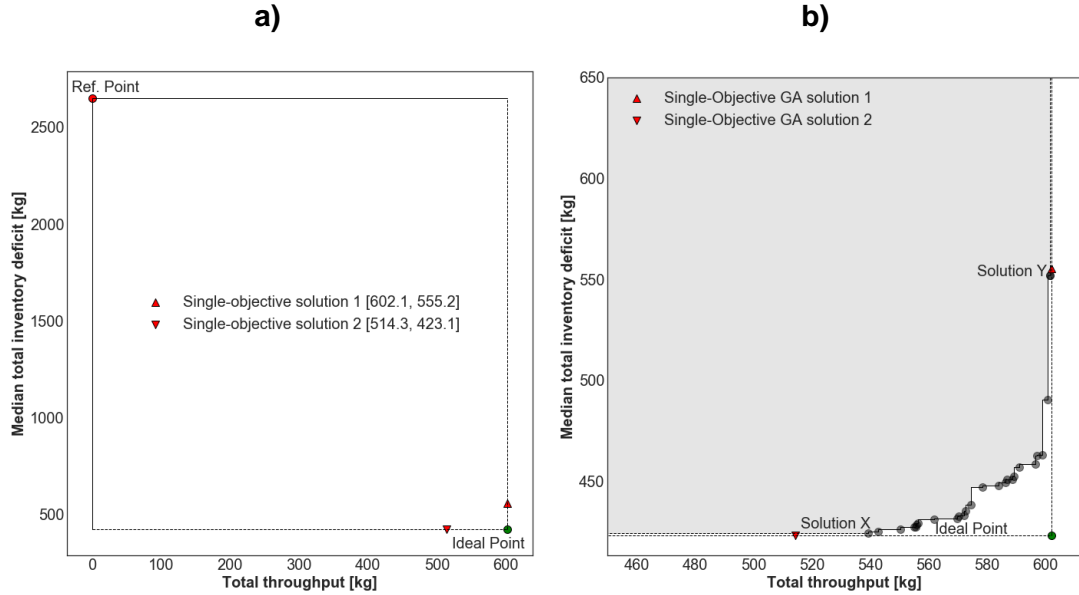 a)
Ref. Point
2500
2000
1500
1000
500
Median total inventory deficit [kg]
Single-objective solution 1 [602.1, 555.2]
Single-objective solution 2 [514.3, 423.1]
Ideal Point
0 100 200 300 400 500 600
Total throughput [kg]
b)
650
600
550
500
450
Median total inventory deficit [kg]
Single-Objective GA solution 1
Single-Objective GA solution 2
Solution Y
Solution X
Ideal Point
460 480 500 520 540 560 580 600
Total throughput [kg]